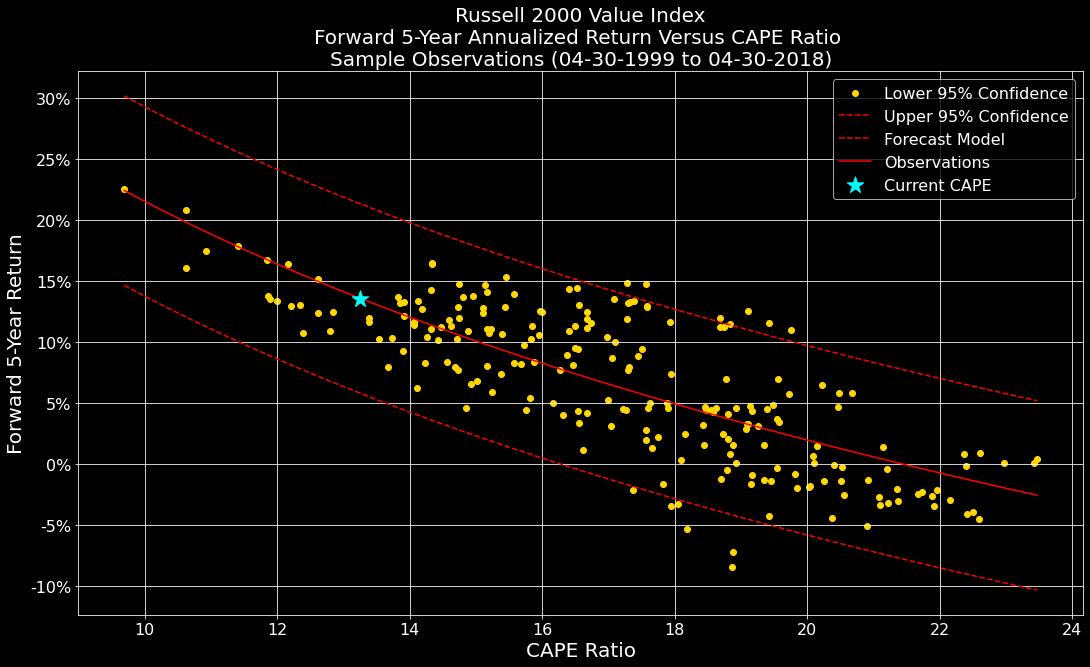 Russell 2000 Value Index
Forward 5-Year Annualized Return Versus CAPE Ratio
Sample Observations (04-30-1999 to 04-30-2018)
Lower 95% Confidence
Upper 95% Confidence
Forecast Model
Observations
Current CAPE
Forward 5-Year Return
30%
25%
20%
15%
10%
5%
0%
-5%
-10%
10 12 14 16 18 20 22 24
CAPE Ratio